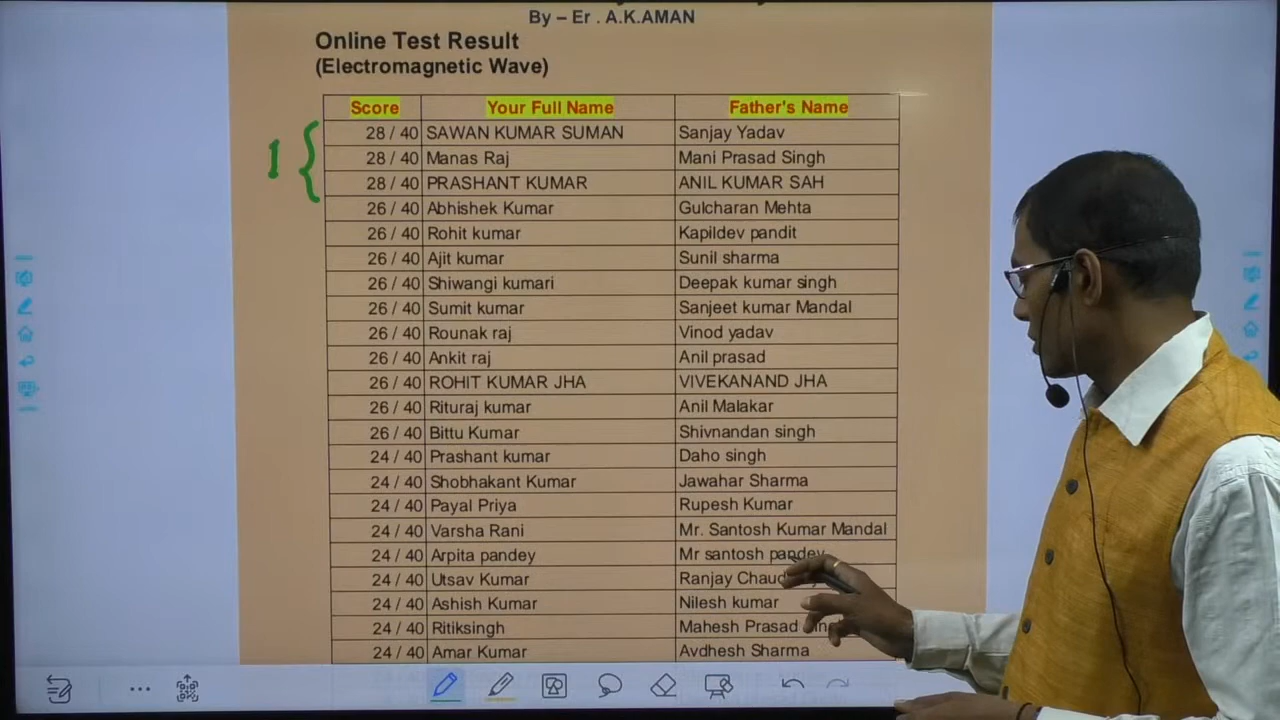 By – Er . A.K.AMAN
Online Test Result
(Electromagnetic Wave)
Score Your Full Name Father's Name
1 { 28 / 40 SAWAN KUMAR SUMAN Sanjay Yadav
28 / 40 Manas Raj Mani Prasad Singh
28 / 40 PRASHANT KUMAR ANIL KUMAR SAH
26 / 40 Abhishek Kumar Gulcharan Mehta
26 / 40 Rohit kumar Kapildev pandit
26 / 40 Ajit kumar Sunil sharma
26 / 40 Shiwangi kumari Deepak kumar singh
26 / 40 Sumit kumar Sanjeet kumar Mandal
26 / 40 Rounak raj Vinod yadav
26 / 40 Ankit raj Anil prasad
26 / 40 ROHIT KUMAR JHA VIVEKANAND JHA
26 / 40 Rituraj kumar Anil Malakar
26 / 40 Bittu Kumar Shivnandan singh
24 / 40 Prashant kumar Daho singh
24 / 40 Shobhakant Kumar Jawahar Sharma
24 / 40 Payal Priya Rupesh Kumar
24 / 40 Varsha Rani Mr. Santosh Kumar Mandal
24 / 40 Arpita pandey Mr santosh pandey
24 / 40 Utsav Kumar Ranjay
24 / 40 Ashish Kumar Nilesh kumar
24 / 40 Ritiksingh Mahesh Prasad
24 / 40 Amar Kumar Avdhesh Sharma